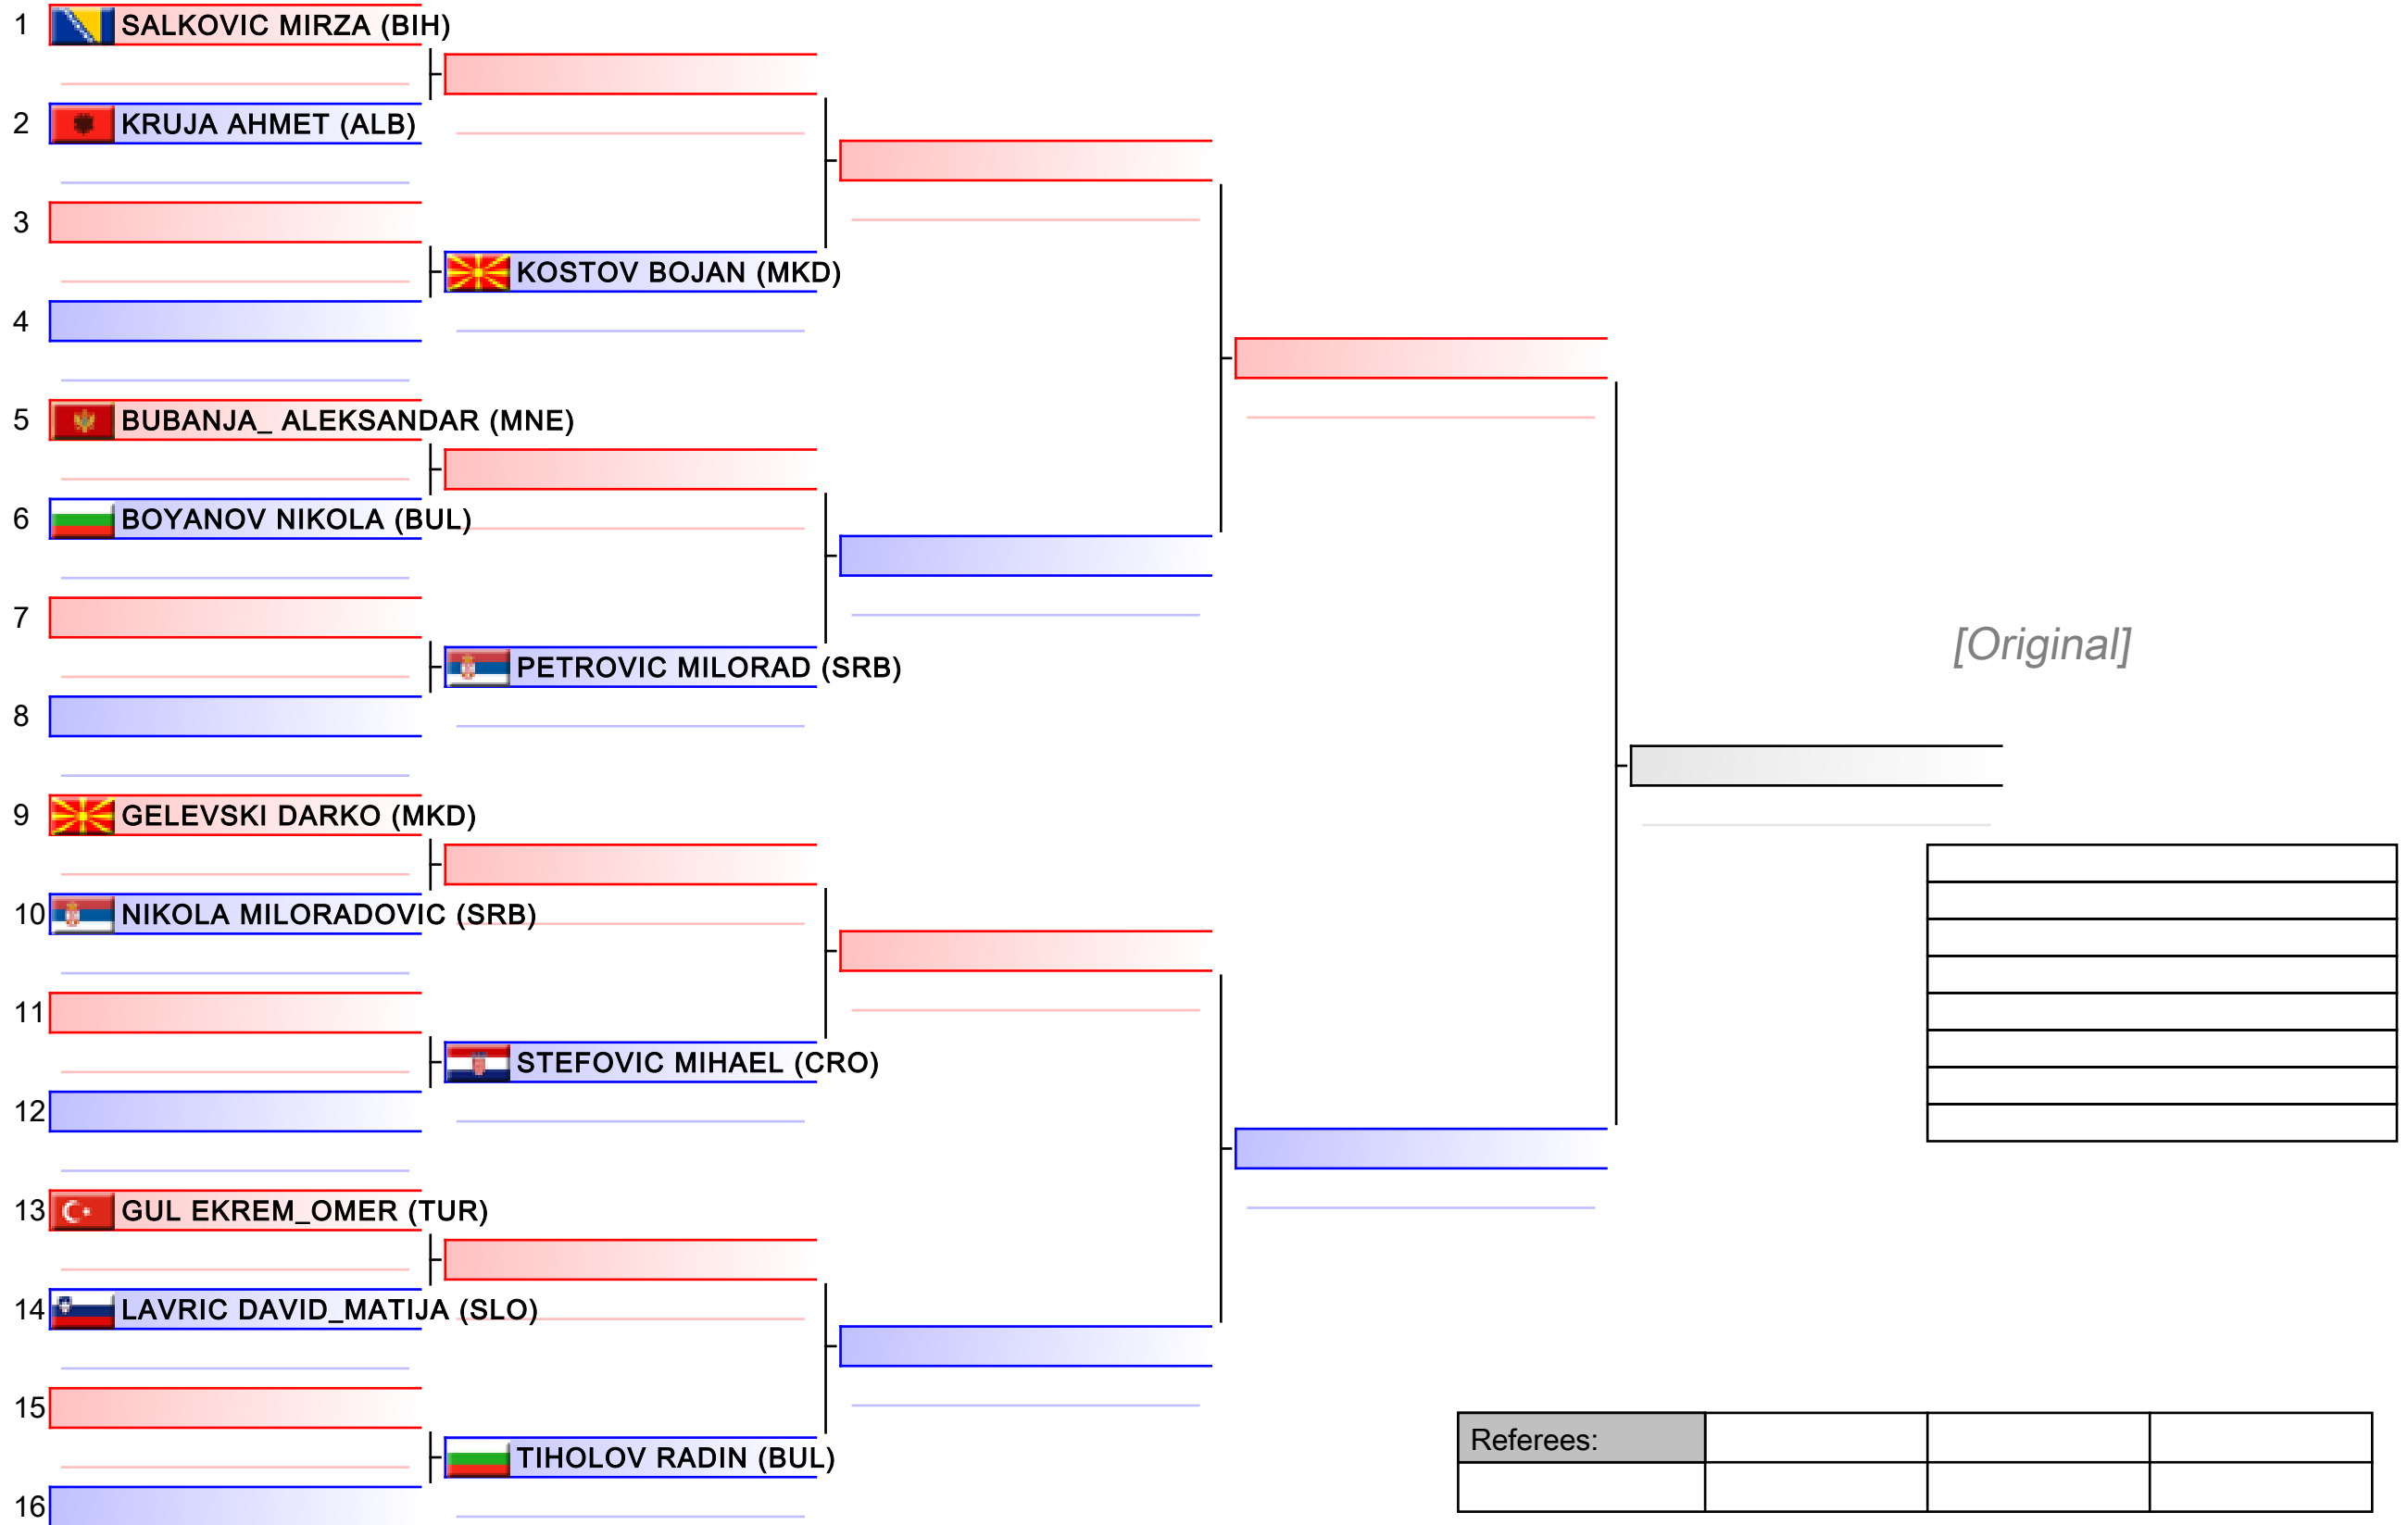 1 SALKOVIC MIRZA (BIH)
2 KRUJA AHMET (ALB)
3
KOSTOV BOJAN (MKD)
4
5 BUBANJA_ ALEKSANDAR (MNE)
6 BOYANOV NIKOLA (BUL)
7
[Original]
PETROVIC MILORAD (SRB)
8
9 GELEVSKI DARKO (MKD)
10 NIKOLA MILORADOVIC (SRB)
11
STEFOVIC MIHAEL (CRO)
12
13 GUL EKREM_OMER (TUR)
14 LAVRIC DAVID_MATIJA (SLO)
15
Referees:
TIHOLOV RADIN (BUL)
16